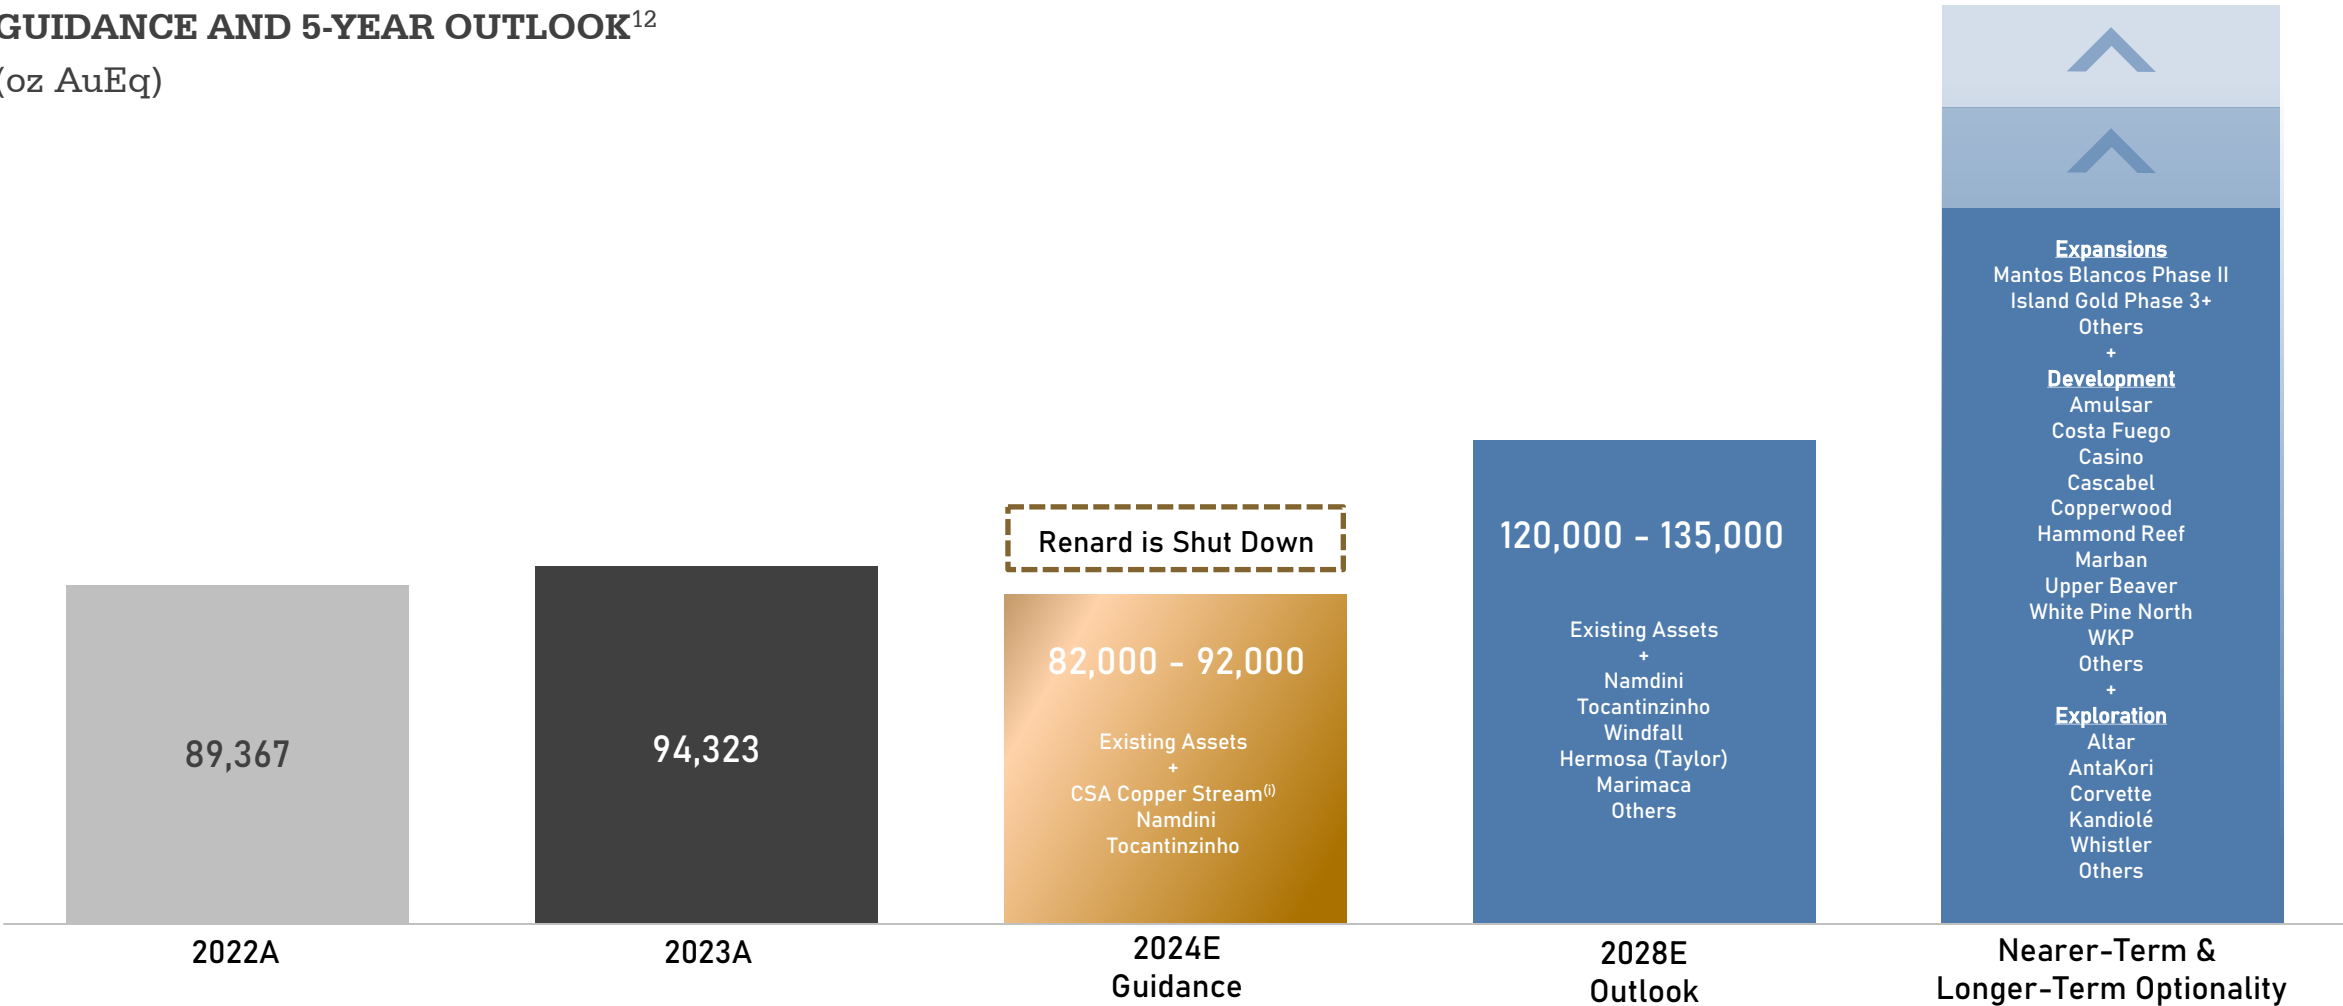 GUIDANCE AND 5-YEAR OUTLOOK12
(oz AuEq)
89,367
2022A
94,323
2023A
Renard is Shut Down
82,000 - 92,000
Existing Assets
+
CSA Copper Stream(i)
Namdini
Tocantinzinho
2024E
Guidance
120,000 - 135,000
Existing Assets
+
Namdini
Tocantinzinho
Windfall
Hermosa (Taylor)
Marimaca
Others
2028E
Outlook
Expansions
Mantos Blancos Phase II
Island Gold Phase 3+
Others
+
Development
Amulsar
Costa Fuego
Casino
Cascabel
Copperwood
Hammond Reef
Marban
Upper Beaver
White Pine North
WKP
Others
+
Exploration
Altar
AntaKori
Corvette
Kandiolé
Whistler
Others
Nearer-Term &
Longer-Term Optionality